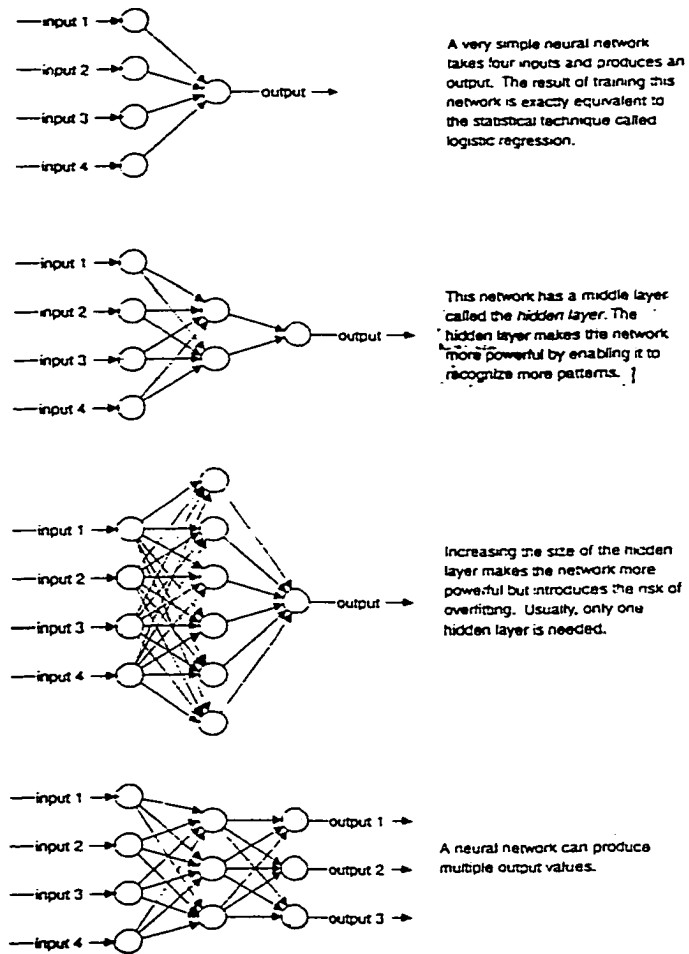 input 1
input 2
input 3
input 4
output
A very simple neural network
takes four inputs and produces an
output. The result of training this
network is exactly equivalent to
the statistical technique called
logistic regression.
input 1
input 2
input 3
input 4
output
This network has a middle layer
called the hidden layer. The
hidden layer makes the network
more powerful by enabling it to
recognize more patterns.
input 1
input 2
input 3
input 4
output
Increasing the size of the hidden
layer makes the network more
powerful but introduces the risk of
overfitting. Usually, only one
hidden layer is needed.
input 1
input 2
input 3
input 4
output 1
output 2
output 3
A neural network can produce
multiple output values.